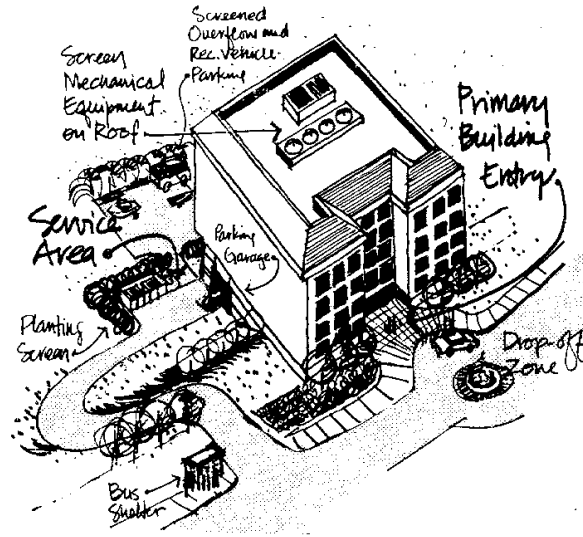 Screened
Overflow and
Rec. Vehicle
Parking
Screen
Mechanical
Equipment
on Roof
Primary
Building
Entry
Service
Area
Parking
Garage
Planting
Screen
Drop-off
Zone
Bus
Shelter